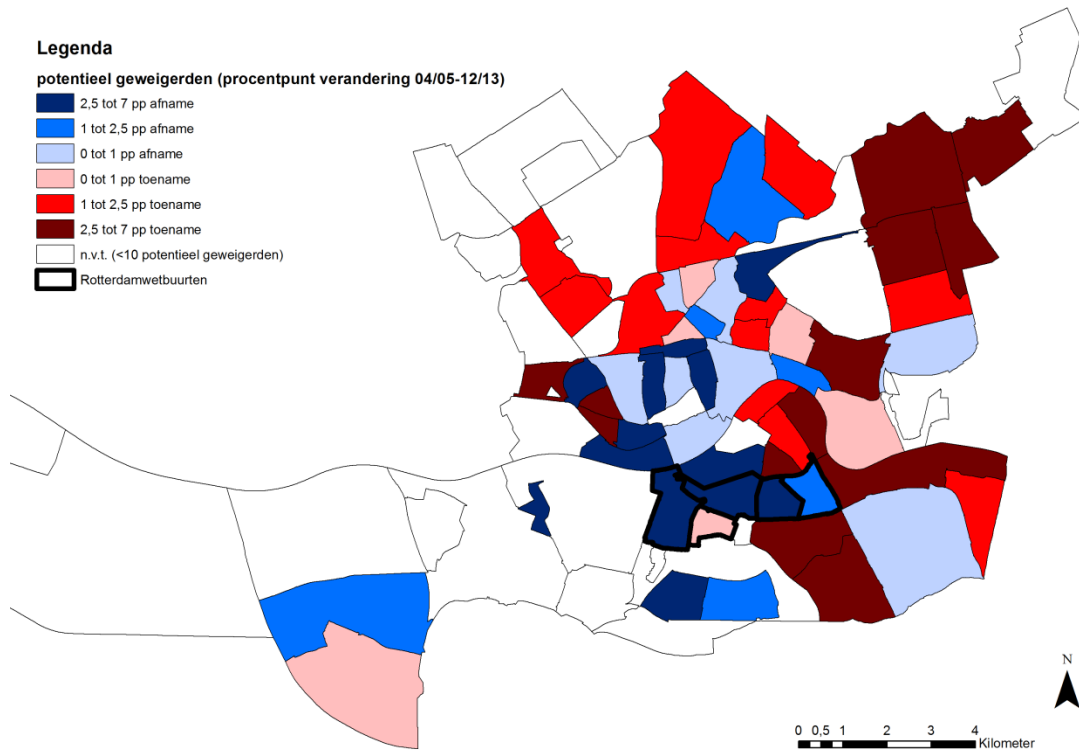 Legenda
potentieel geweigerden (procentpunt verandering 04/05-12/13)
2,5 tot 7 pp afname
1 tot 2,5 pp afname
0 tot 1 pp afname
0 tot 1 pp toename
1 tot 2,5 pp toename
2,5 tot 7 pp toename
n.v.t. (<10 potentieel geweigerden)
Rotterdamwetbuurten
N
0 0,5 1 2 3 4
Kilometer